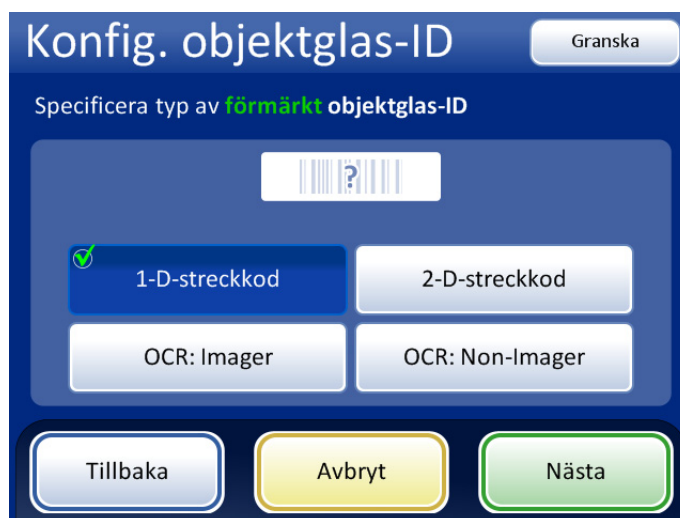 Konfig. objektglas-ID
Granska
Specificera typ av förmärkt objektglas-ID
?
1-D-streckkod
2-D-streckkod
OCR: Imager
OCR: Non-Imager
Tillbaka
Avbryt
Nästa